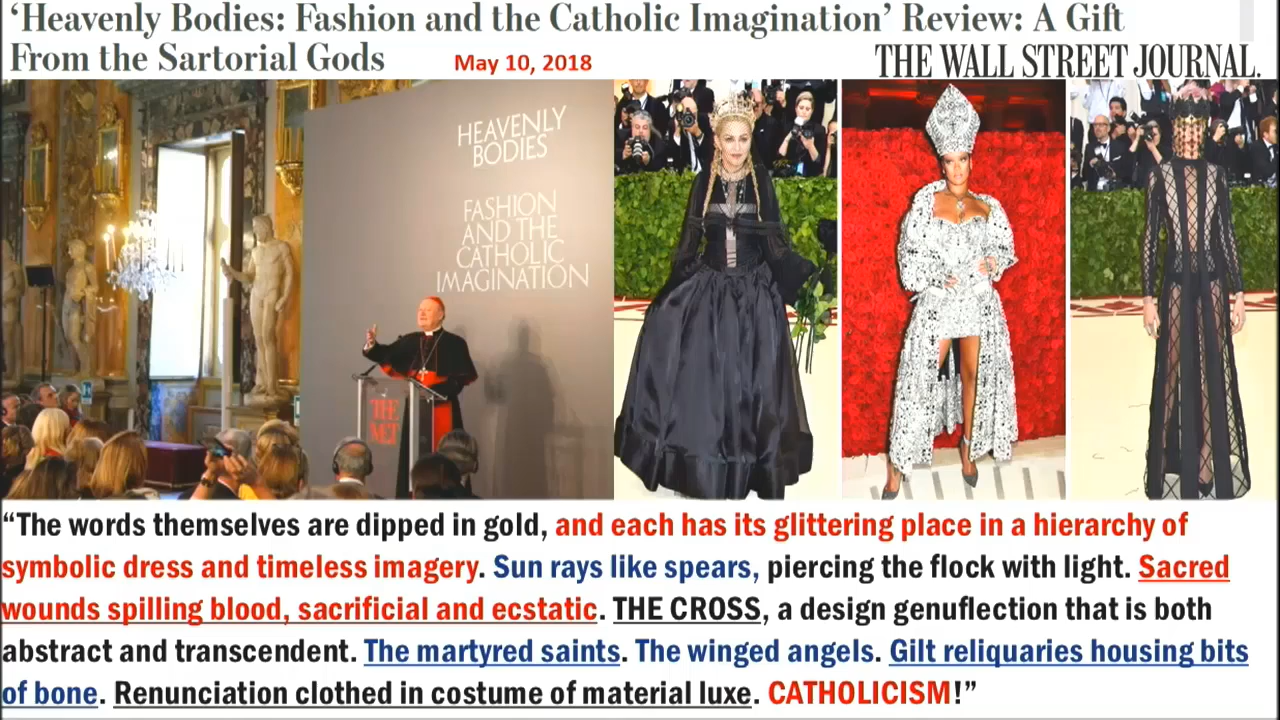 ‘Heavenly Bodies: Fashion and the Catholic Imagination’ Review: A Gift
From the Sartorial Gods
May 10, 2018
THE WALL STREET JOURNAL.
HEAVENLY
BODIES
FASHION
AND THE
CATHOLIC
IMAGINATION
THE
MET
“The words themselves are dipped in gold, and each has its glittering place in a hierarchy of
symbolic dress and timeless imagery. Sun rays like spears, piercing the flock with light. Sacred
wounds spilling blood, sacrificial and ecstatic. THE CROSS, a design genuflection that is both
abstract and transcendent. The martyred saints. The winged angels. Gilt reliquaries housing bits
of bone. Renunciation clothed in costume of material luxe. CATHOLICISM!”